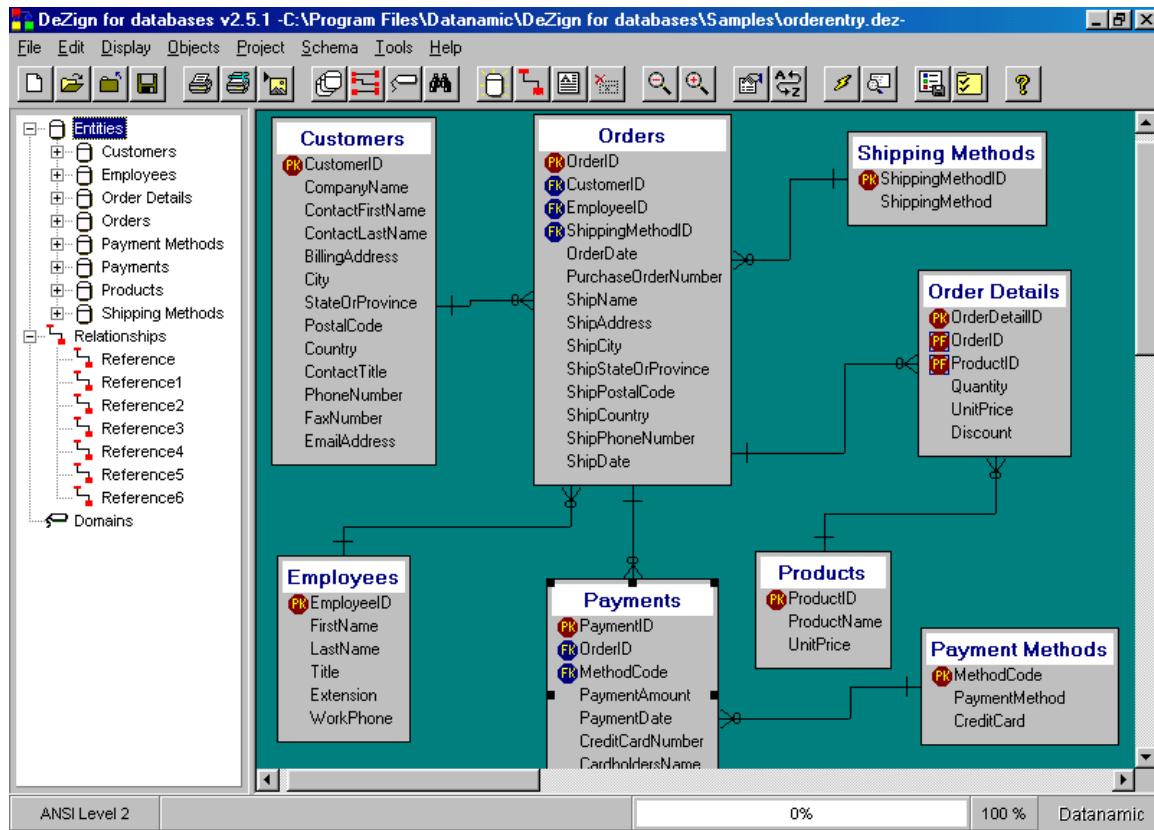 DeZign for databases v2.5.1 -C:\Program Files\Datanamic\DeZign for databases\Samples\orderentry.dez-
File Edit Display Objects Project Schema Tools Help
Entities
Customers
Employees
Order Details
Orders
Payment Methods
Payments
Products
Shipping Methods
Relationships
Reference
Reference1
Reference2
Reference3
Reference4
Reference5
Reference6
Domains
Customers
PK CustomerID
CompanyName
ContactFirstName
ContactLastName
BillingAddress
City
StateOrProvince
PostalCode
Country
ContactTitle
PhoneNumber
FaxNumber
EmailAddress
Orders
PK OrderID
FK CustomerID
FK EmployeeID
FK ShippingMethodID
OrderDate
PurchaseOrderNumber
ShipName
ShipAddress
ShipCity
ShipStateOrProvince
ShipPostalCode
ShipCountry
ShipPhoneNumber
ShipDate
Shipping Methods
PK ShippingMethodID
ShippingMethod
Order Details
PK OrderDetailID
PF OrderID
PF ProductID
Quantity
UnitPrice
Discount
Employees
PK EmployeeID
FirstName
LastName
Title
Extension
WorkPhone
Payments
PK PaymentID
FK OrderID
FK MethodCode
PaymentAmount
PaymentDate
CreditCardNumber
CardholdersName
Products
PK ProductID
ProductName
UnitPrice
Payment Methods
PK MethodCode
PaymentMethod
CreditCard
ANSI Level 2
0%
100 %
Datanamic